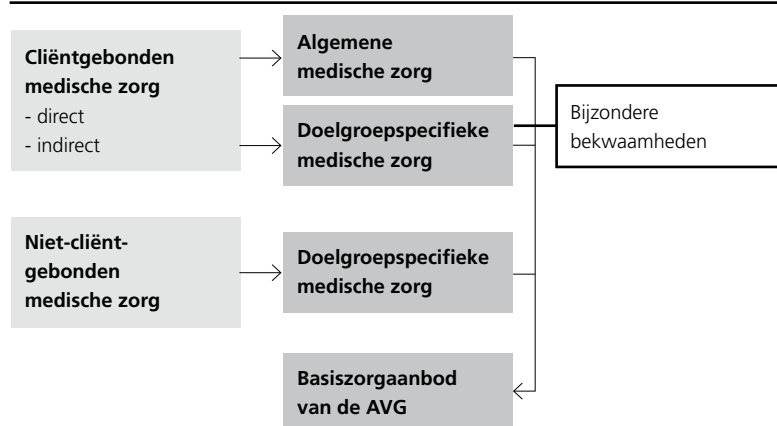 Cliëntgebonden
medische zorg
- direct
- indirect
Algemene
medische zorg
Doelgroepspecifieke
medische zorg
Bijzondere
bekwaamheden
Niet-cliënt-
gebonden
medische zorg
Doelgroepspecifieke
medische zorg
Basiszorgaanbod
van de AVG